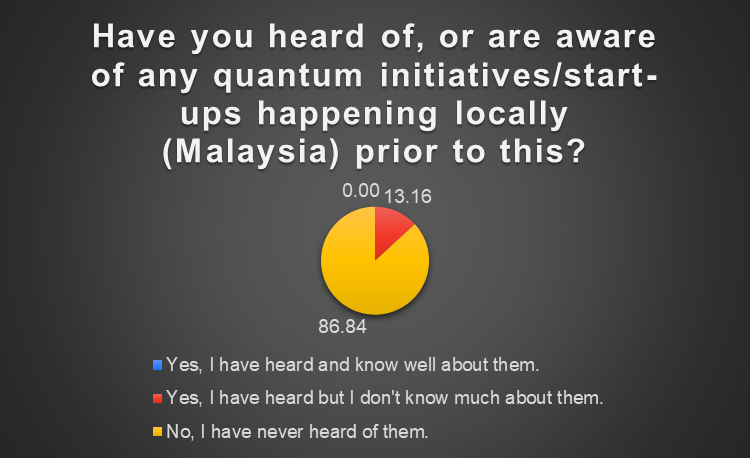 Have you heard of, or are aware
of any quantum initiatives/start-
ups happening locally
(Malaysia) prior to this?
0.00 13.16
86.84
Yes, I have heard and know well about them.
Yes, I have heard but I don't know much about them.
No, I have never heard of them.